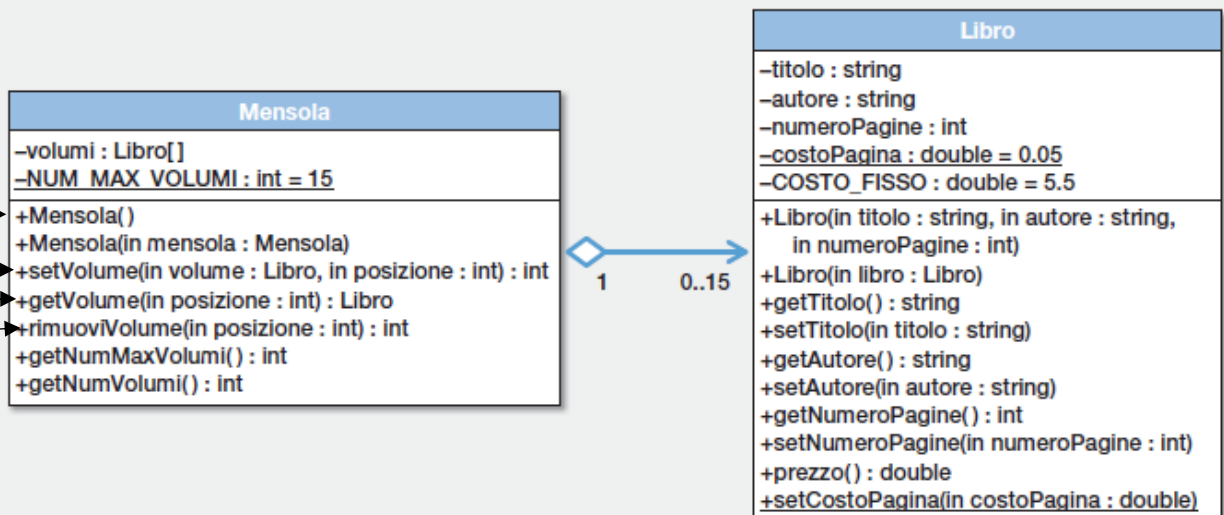 Mensola
–volumi : Libro[]
–NUM_MAX_VOLUMI : int = 15
+Mensola()
+Mensola(in mensola : Mensola)
+setVolume(in volume : Libro, in posizione : int) : int
+getVolume(in posizione : int) : Libro
+rimuoviVolume(in posizione : int) : int
+getNumMaxVolumi() : int
+getNumVolumi() : int
1
0..15
Libro
–titolo : string
–autore : string
–numeroPagine : int
–costoPagina : double = 0.05
–COSTO_FISSO : double = 5.5
+Libro(in titolo : string, in autore : string,
in numeroPagine : int)
+Libro(in libro : Libro)
+getTitolo() : string
+setTitolo(in titolo : string)
+getAutore() : string
+setAutore(in autore : string)
+getNumeroPagine() : int
+setNumeroPagine(in numeroPagine : int)
+prezzo() : double
+setCostoPagina(in costoPagina : double)